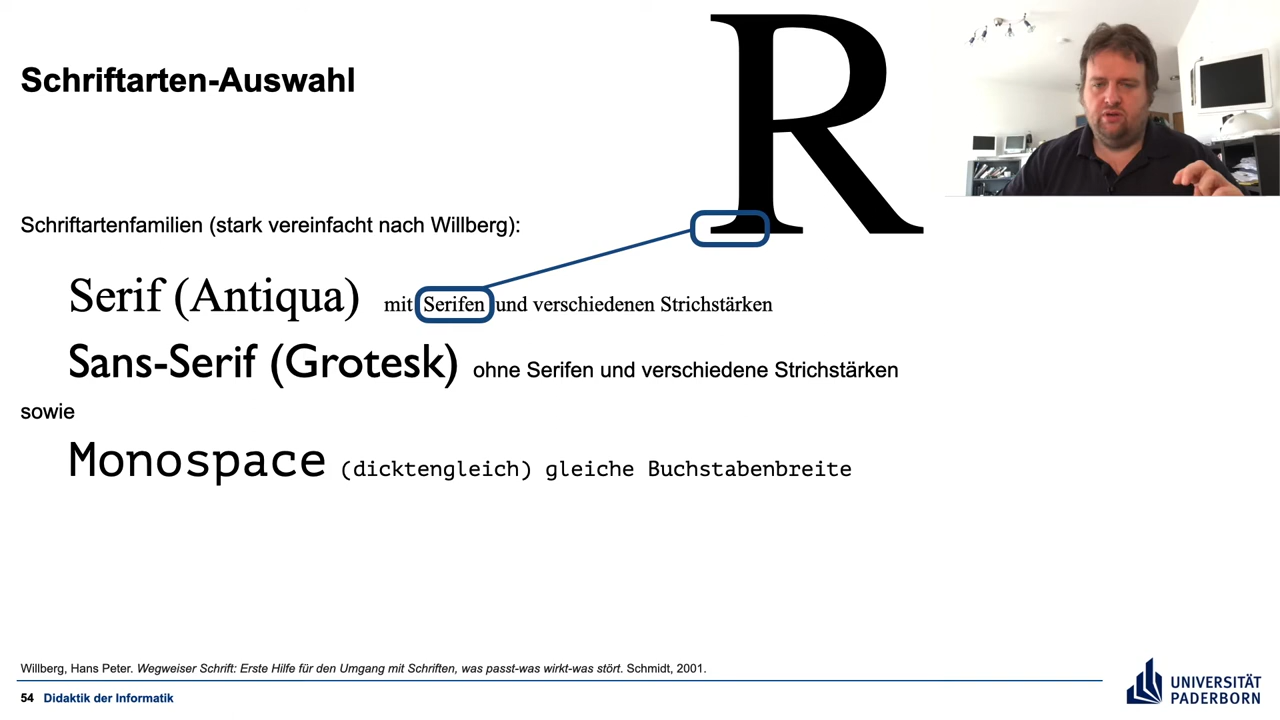 R
Schriftarten-Auswahl
Schriftartenfamilien (stark vereinfacht nach Willberg):
Serif (Antiqua) mit Serifen und verschiedenen Strichstärken
Sans-Serif (Grotesk) ohne Serifen und verschiedene Strichstärken
sowie
Monospace (dicktengleich) gleiche Buchstabenbreite
Willberg, Hans Peter. Wegweiser Schrift: Erste Hilfe für den Umgang mit Schriften, was passt-was wirkt-was stört. Schmidt, 2001.
54 Didaktik der Informatik
UNIVERSITÄT
PADERBORN